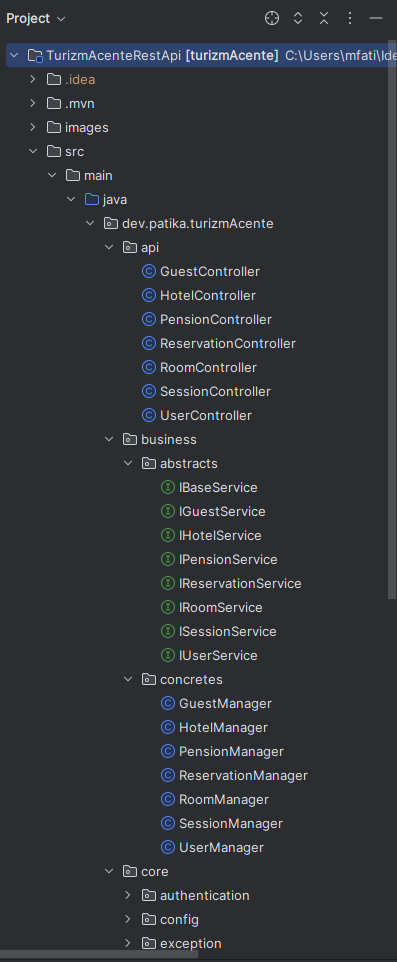 Project
TurizmAcenteRestApi [turizmAcente] C:\Users\mfati\Ide
.idea
.mvn
images
src
main
java
dev.patika.turizmAcente
api
GuestController
HotelController
PensionController
ReservationController
RoomController
SessionController
UserController
business
abstracts
IBaseService
IGuestService
IHotelService
IPensionService
IReservationService
IRoomService
ISessionService
IUserService
concretes
GuestManager
HotelManager
PensionManager
ReservationManager
RoomManager
SessionManager
UserManager
core
authentication
config
exception